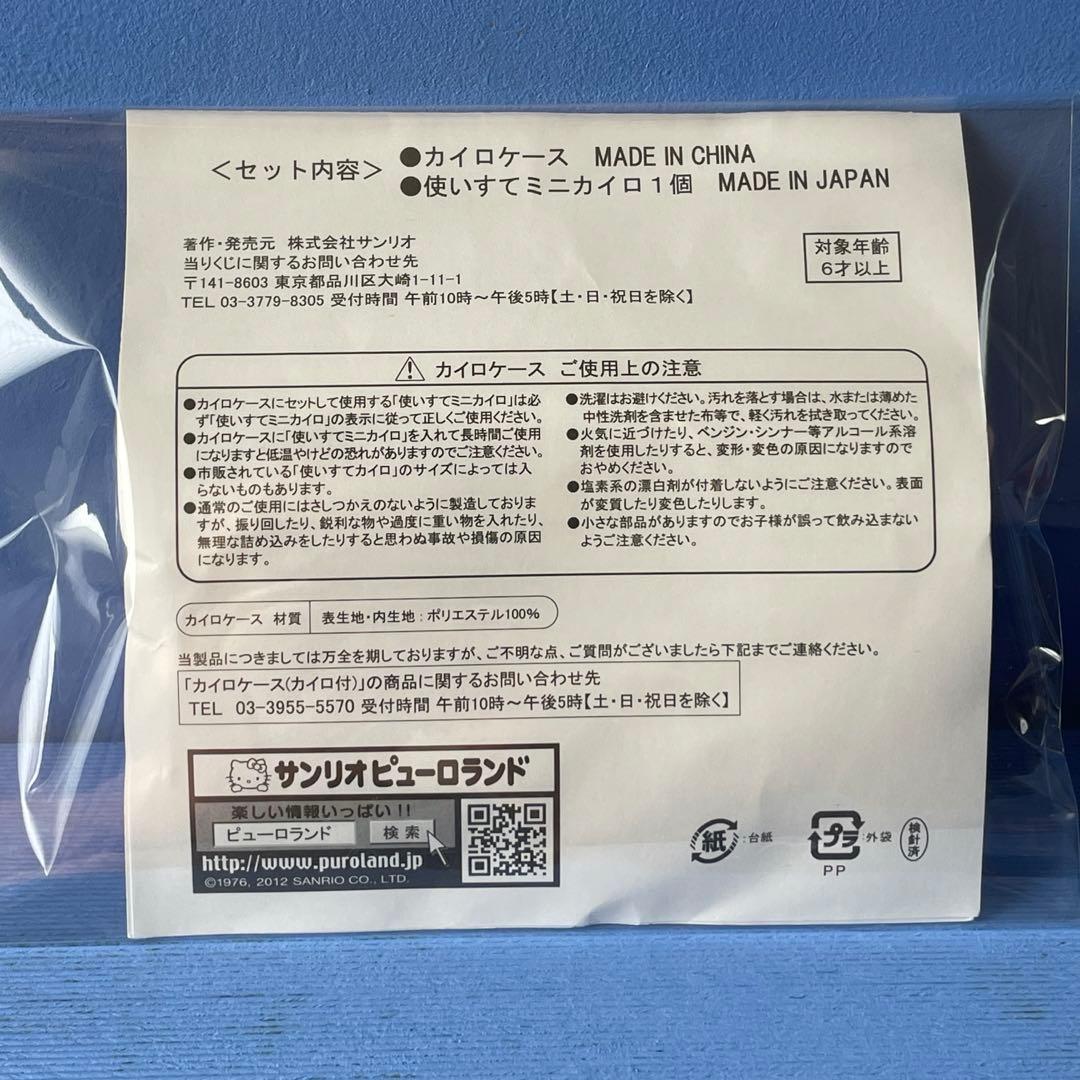 ＜セット内容＞
●カイロケース　MADE IN CHINA
●使いすてミニカイロ１個　MADE IN JAPAN
著作・発売元　株式会社サンリオ
当りくじに関するお問い合わせ先
〒141-8603 東京都品川区大崎1-11-1
TEL 03-3779-8305 受付時間 午前10時～午後5時【土・日・祝日を除く】
対象年齢
6才以上
⚠ カイロケース ご使用上の注意
●カイロケースにセットして使用する「使いすてミニカイロ」は必
ず「使いすてミニカイロ」の表示に従って正しくご使用ください。
●カイロケースに「使いすてミニカイロ」を入れて長時間ご使用
になりますと低温やけどの恐れがありますのでご注意ください。
●市販されている「使いすてカイロ」のサイズによっては入
らないものもあります。
●通常のご使用にはさしつかえのないように製造しておりま
すが、振り回したり、鋭利な物や過度に重い物を入れたり、
無理な詰め込みをしたりすると思わぬ事故や損傷の原因
になります。
●洗濯はお避けください。汚れを落とす場合は、水または薄めた
中性洗剤を含ませた布等で、軽く汚れを拭き取ってください。
●火気に近づけたり、ベンジン・シンナー等アルコール系溶
剤を使用したりすると、変形・変色の原因になりますので
おやめください。
●塩素系の漂白剤が付着しないようにご注意ください。表面
が変質したり変色したりします。
●小さな部品がありますのでお子様が誤って飲み込まない
ようご注意ください。
カイロケース 材質 表生地・内生地：ポリエステル100%
当製品につきましては万全を期しておりますが、ご不明な点、ご質問がございましたら下記までご連絡ください。
「カイロケース(カイロ付)」の商品に関するお問い合わせ先
TEL 03-3955-5570 受付時間 午前10時～午後5時【土・日・祝日を除く】
サンリオピューロランド
楽しい情報いっぱい!!
ピューロランド 検索
http://www.puroland.jp
©1976, 2012 SANRIO CO., LTD.
紙：台紙
プラ：外袋
PP
検針済